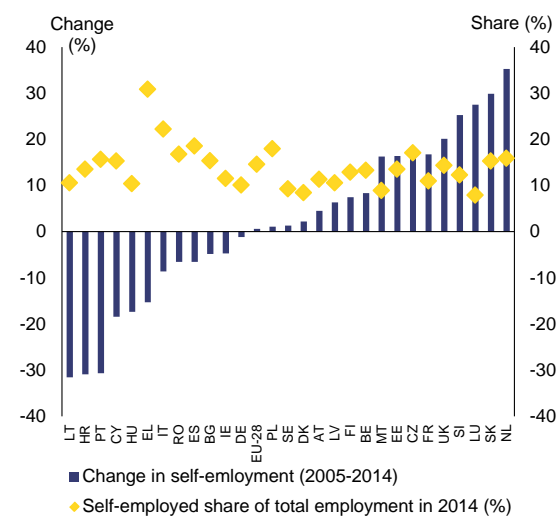 Change
(%)
Share (%)
40
30
20
10
0
-10
-20
-30
-40
40
30
20
10
0
-10
-20
-30
-40
LT
HR
PT
CY
HU
EL
IT
RO
ES
BG
IE
DE
EU-28
PL
SE
DK
AT
LV
FI
BE
MT
EE
CZ
FR
UK
SI
LU
SK
NL
Change in self-emloyment (2005-2014)
Self-employed share of total employment in 2014 (%)